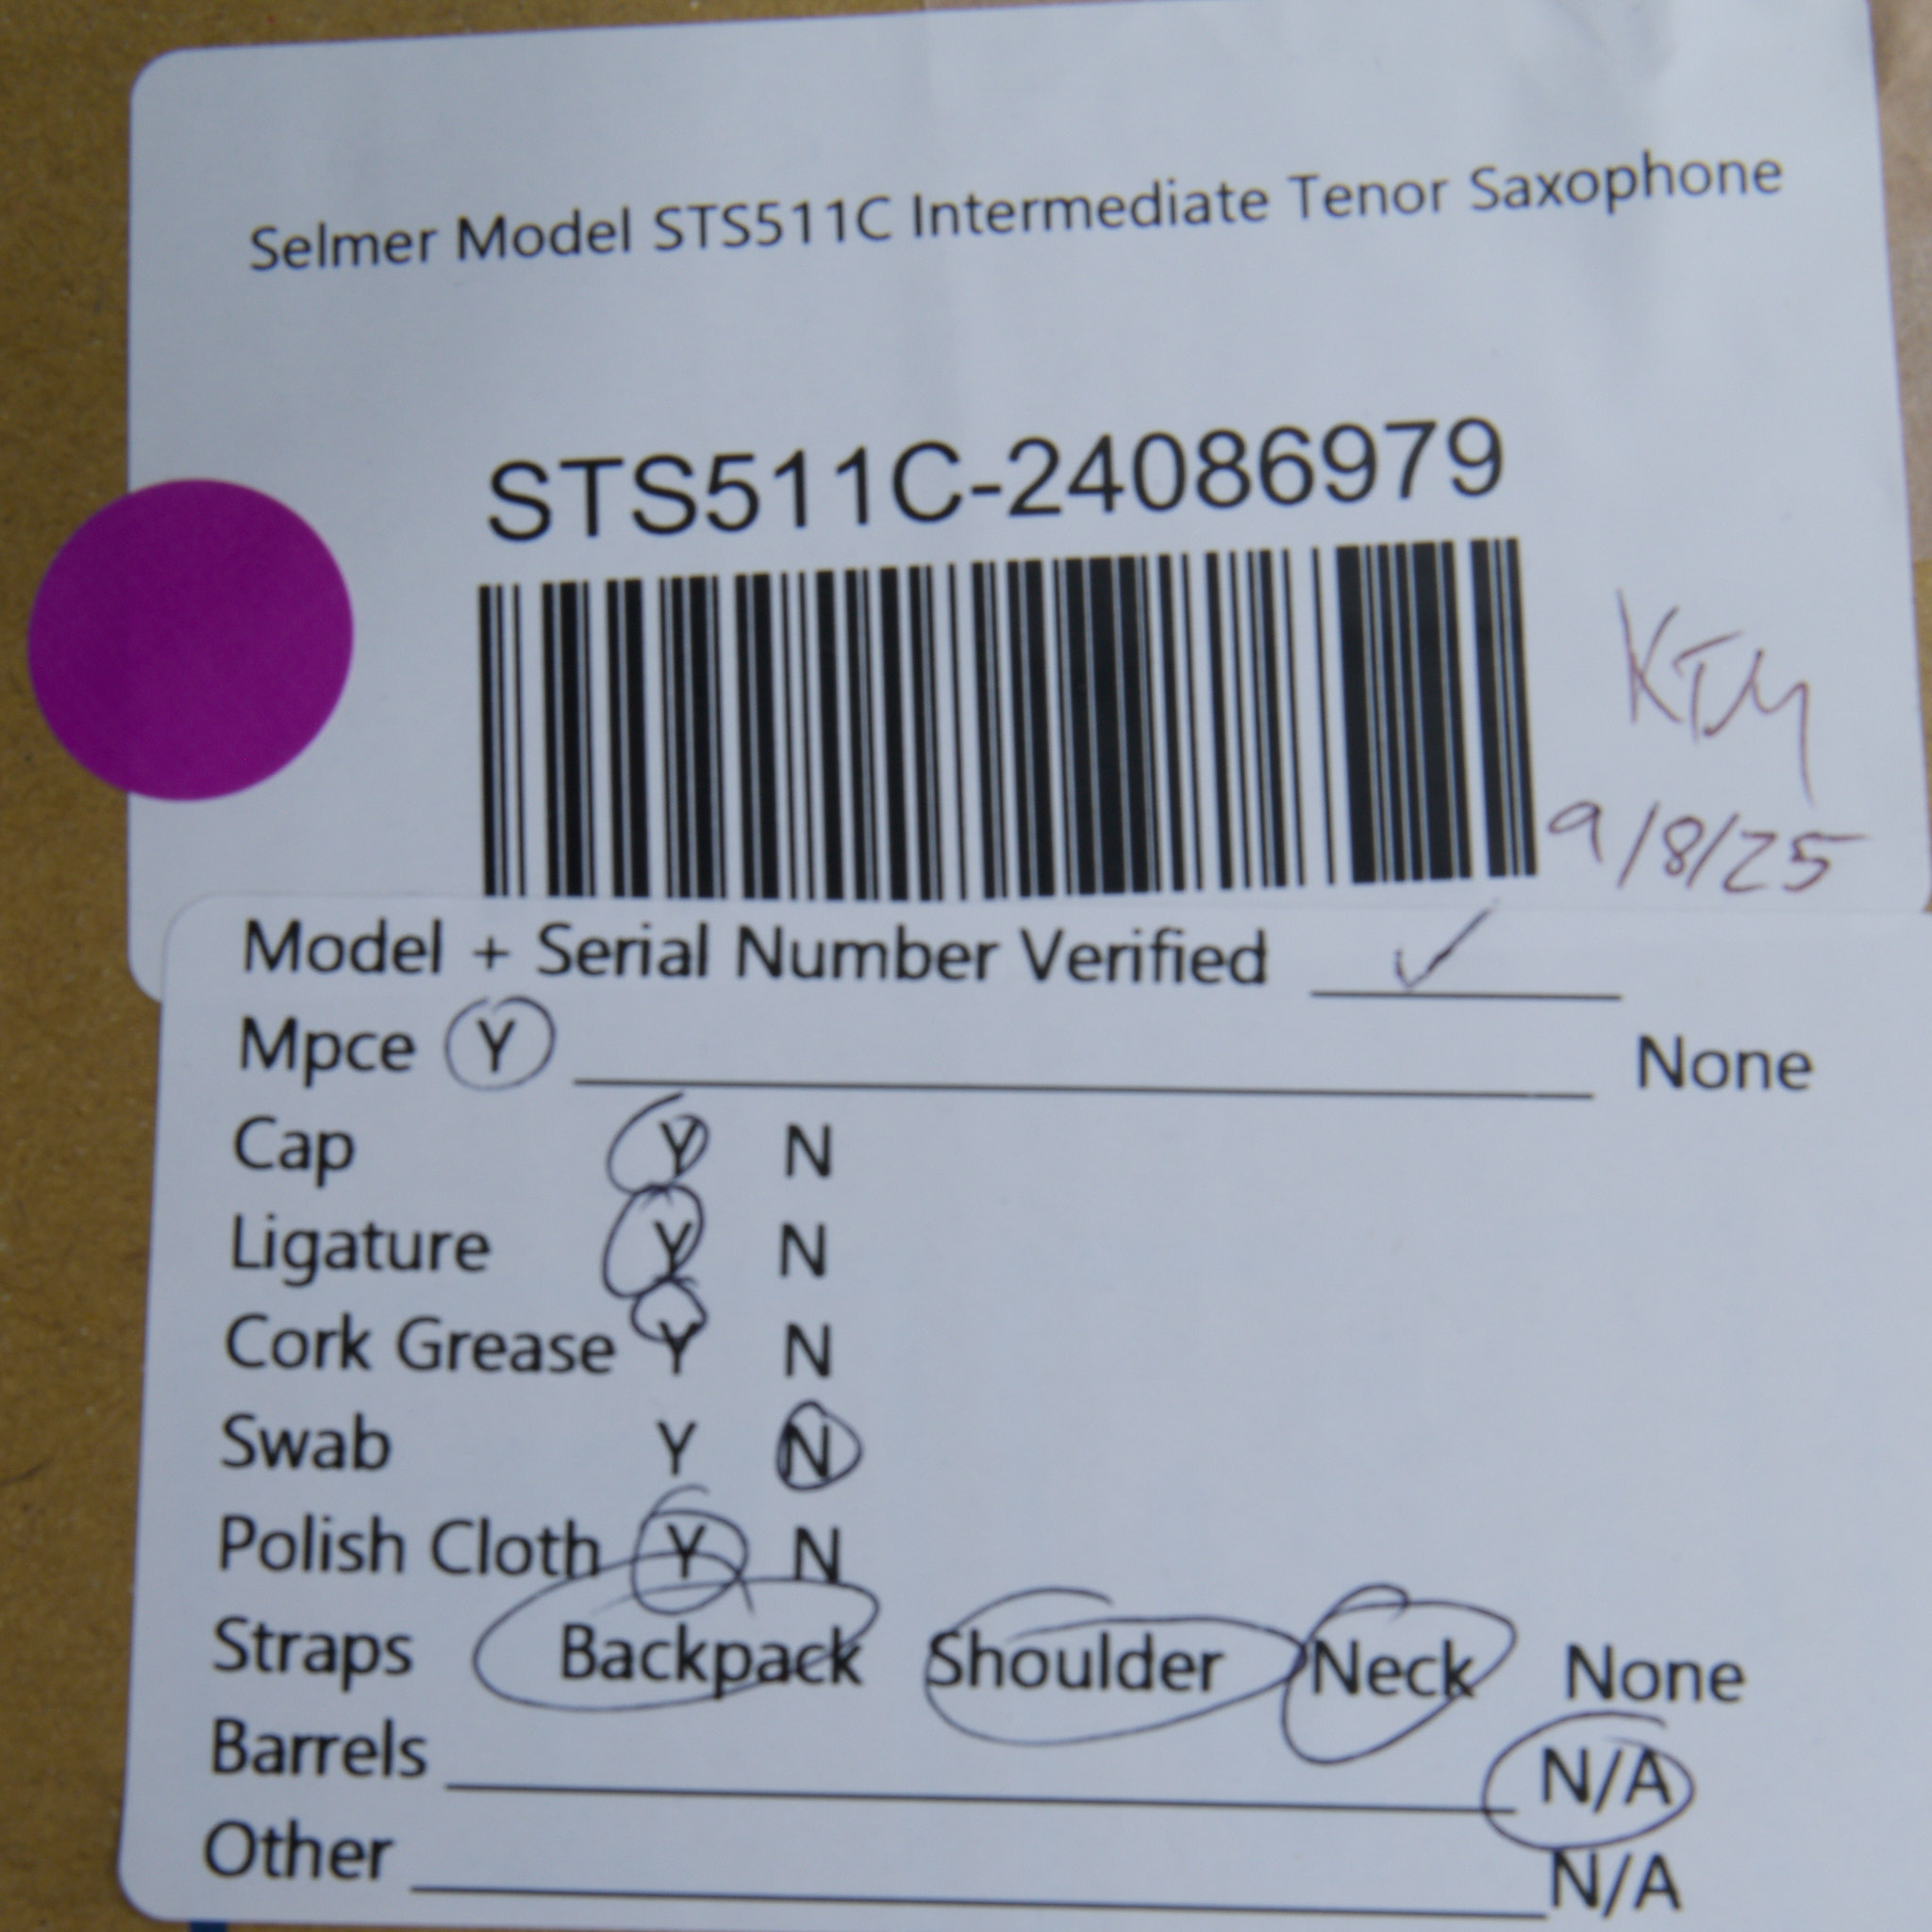 Selmer Model STS511C Intermediate Tenor Saxophone
STS511C-24086979
KTM
9/8/25
Model + Serial Number Verified ✓
Mpce Y None
Cap Y N
Ligature Y N
Cork Grease Y N
Swab Y N
Polish Cloth Y N
Straps Backpack Shoulder Neck None
Barrels N/A
Other N/A